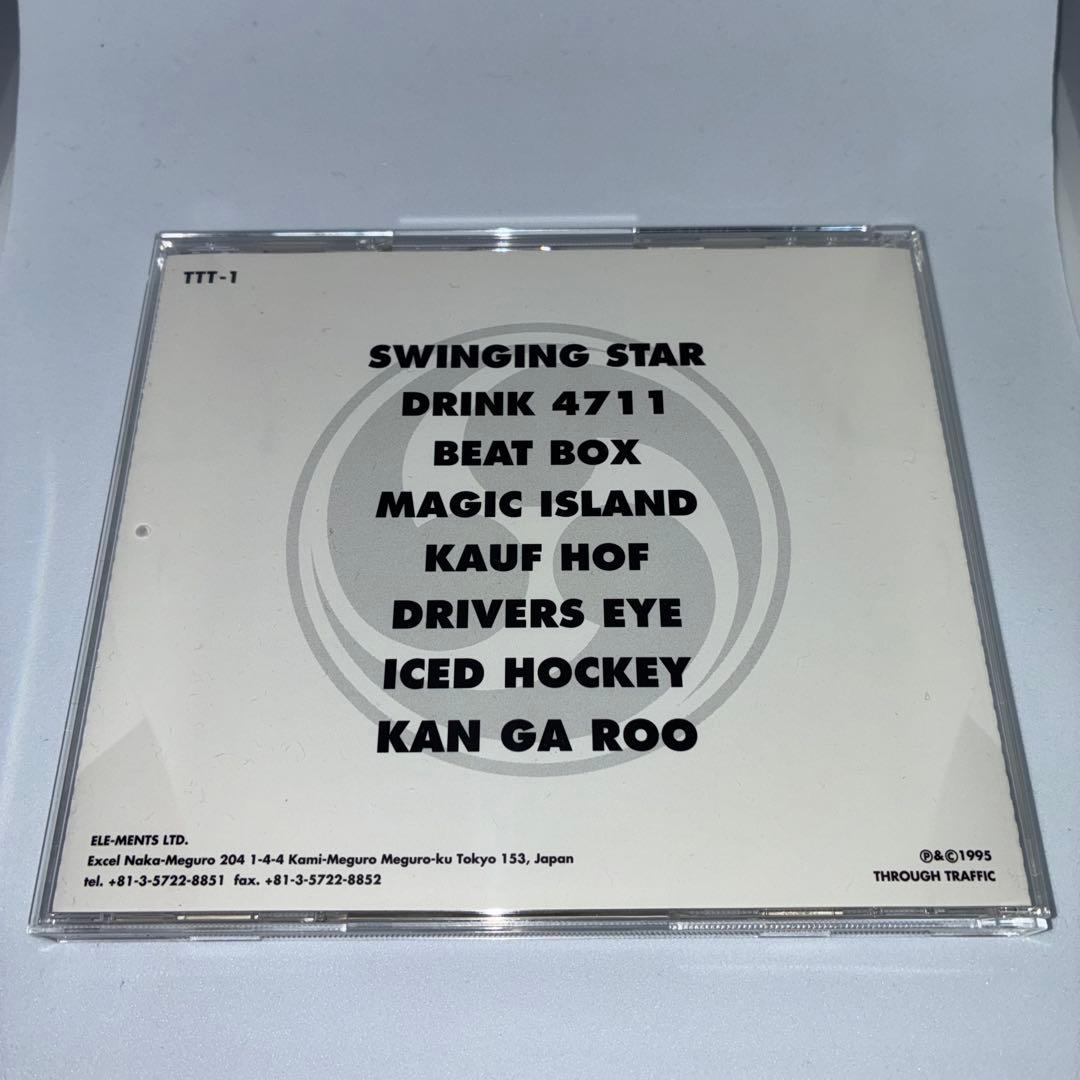 TTT-1
SWINGING STAR
DRINK 4711
BEAT BOX
MAGIC ISLAND
KAUF HOF
DRIVERS EYE
ICED HOCKEY
KAN GA ROO
ELE-MENTS LTD.
Excel Naka-Meguro 204 1-4-4 Kami-Meguro Meguro-ku Tokyo 153, Japan
tel. +81-3-5722-8851 fax. +81-3-5722-8852
℗&©1995
THROUGH TRAFFIC